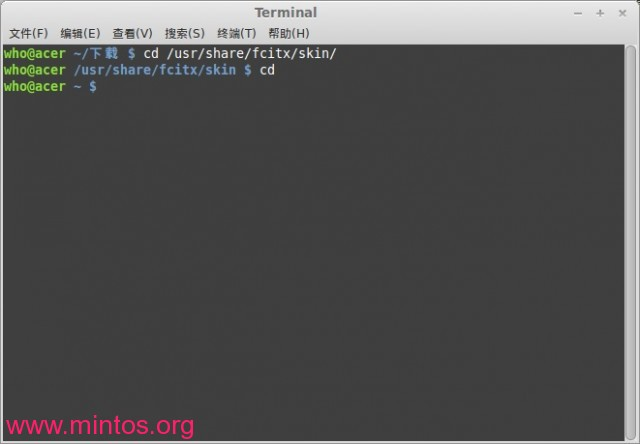 Terminal
文件(F) 编辑(E) 查看(V) 搜索(S) 终端(T) 帮助(H)
who@acer ~/下载 $ cd /usr/share/fcitx/skin/
who@acer /usr/share/fcitx/skin $ cd
who@acer ~ $
www.mintos.org